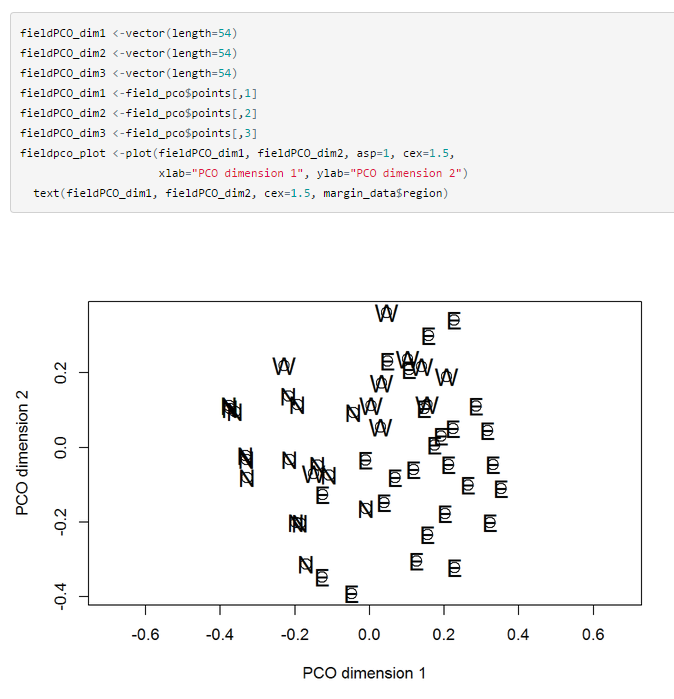 fieldPCO_dim1 <-vector(length=54)
fieldPCO_dim2 <-vector(length=54)
fieldPCO_dim3 <-vector(length=54)
fieldPCO_dim1 <-field_pco$points[,1]
fieldPCO_dim2 <-field_pco$points[,2]
fieldPCO_dim3 <-field_pco$points[,3]
fieldpco_plot <-plot(fieldPCO_dim1, fieldPCO_dim2, asp=1, cex=1.5,
xlab="PCO dimension 1", ylab="PCO dimension 2")
text(fieldPCO_dim1, fieldPCO_dim2, cex=1.5, margin_data$region)
W
E
E
E
W
E
W
W
W
W
N
N
N
N
N
N
W
W
E
E
W
E
E
E
E
E
N
N
N
N
N
W
N
E
E
E
E
E
E
E
E
E
N
E
E
N
N
E
E
N
E
E
E
E
PCO dimension 2
0.2
0.0
-0.2
-0.4
-0.6 -0.4 -0.2 0.0 0.2 0.4 0.6
PCO dimension 1